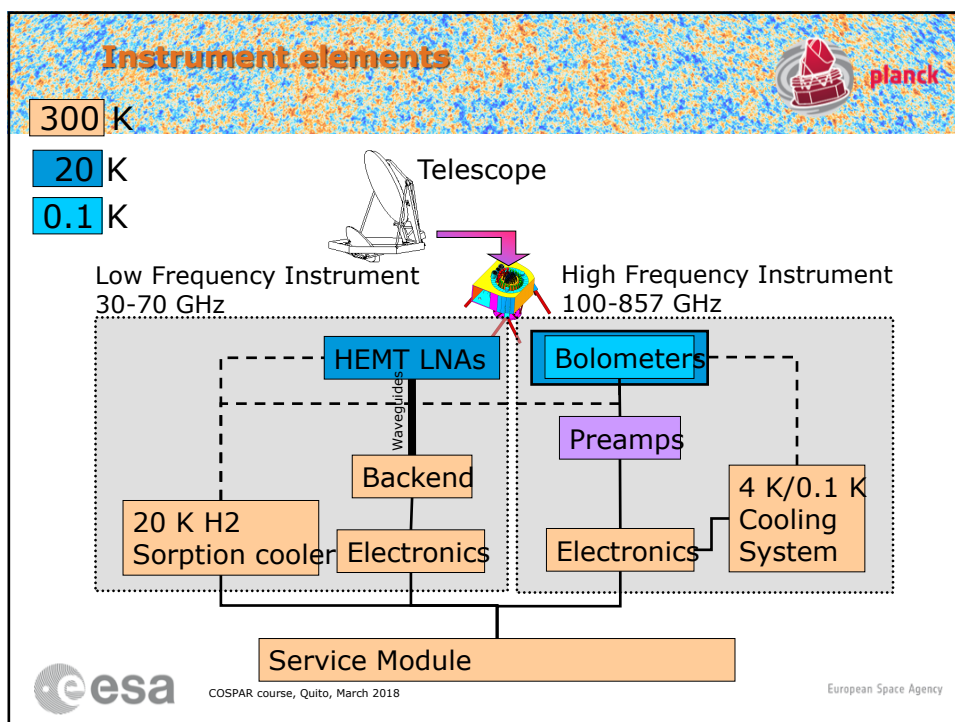 Instrument elements
planck
300 K
20 K
0.1 K
Telescope
Low Frequency Instrument
30-70 GHz
High Frequency Instrument
100-857 GHz
HEMT LNAs
Bolometers
Waveguides
Preamps
Backend
20 K H2
Sorption cooler
Electronics
Electronics
4 K/0.1 K
Cooling
System
Service Module
esa
COSPAR course, Quito, March 2018
European Space Agency